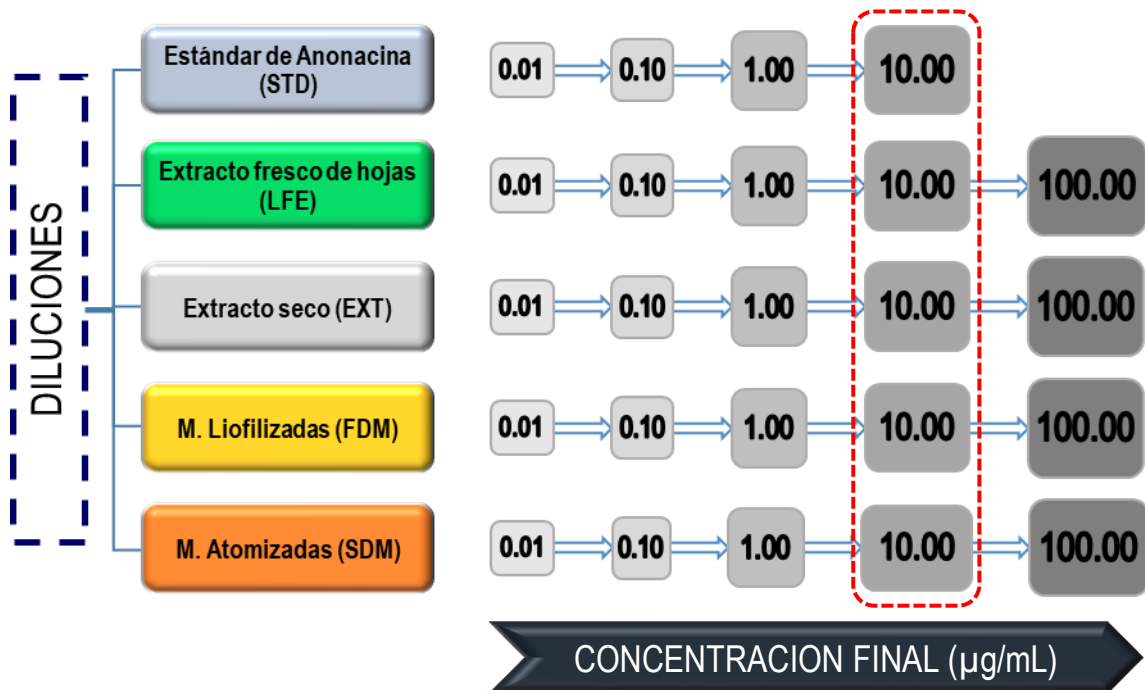 DILUCIONES
Estándar de Anonacina
(STD)
0.01
0.10
1.00
10.00
Extracto fresco de hojas
(LFE)
0.01
0.10
1.00
10.00
100.00
Extracto seco (EXT)
0.01
0.10
1.00
10.00
100.00
M. Liofilizadas (FDM)
0.01
0.10
1.00
10.00
100.00
M. Atomizadas (SDM)
0.01
0.10
1.00
10.00
100.00
CONCENTRACION FINAL (µg/mL)